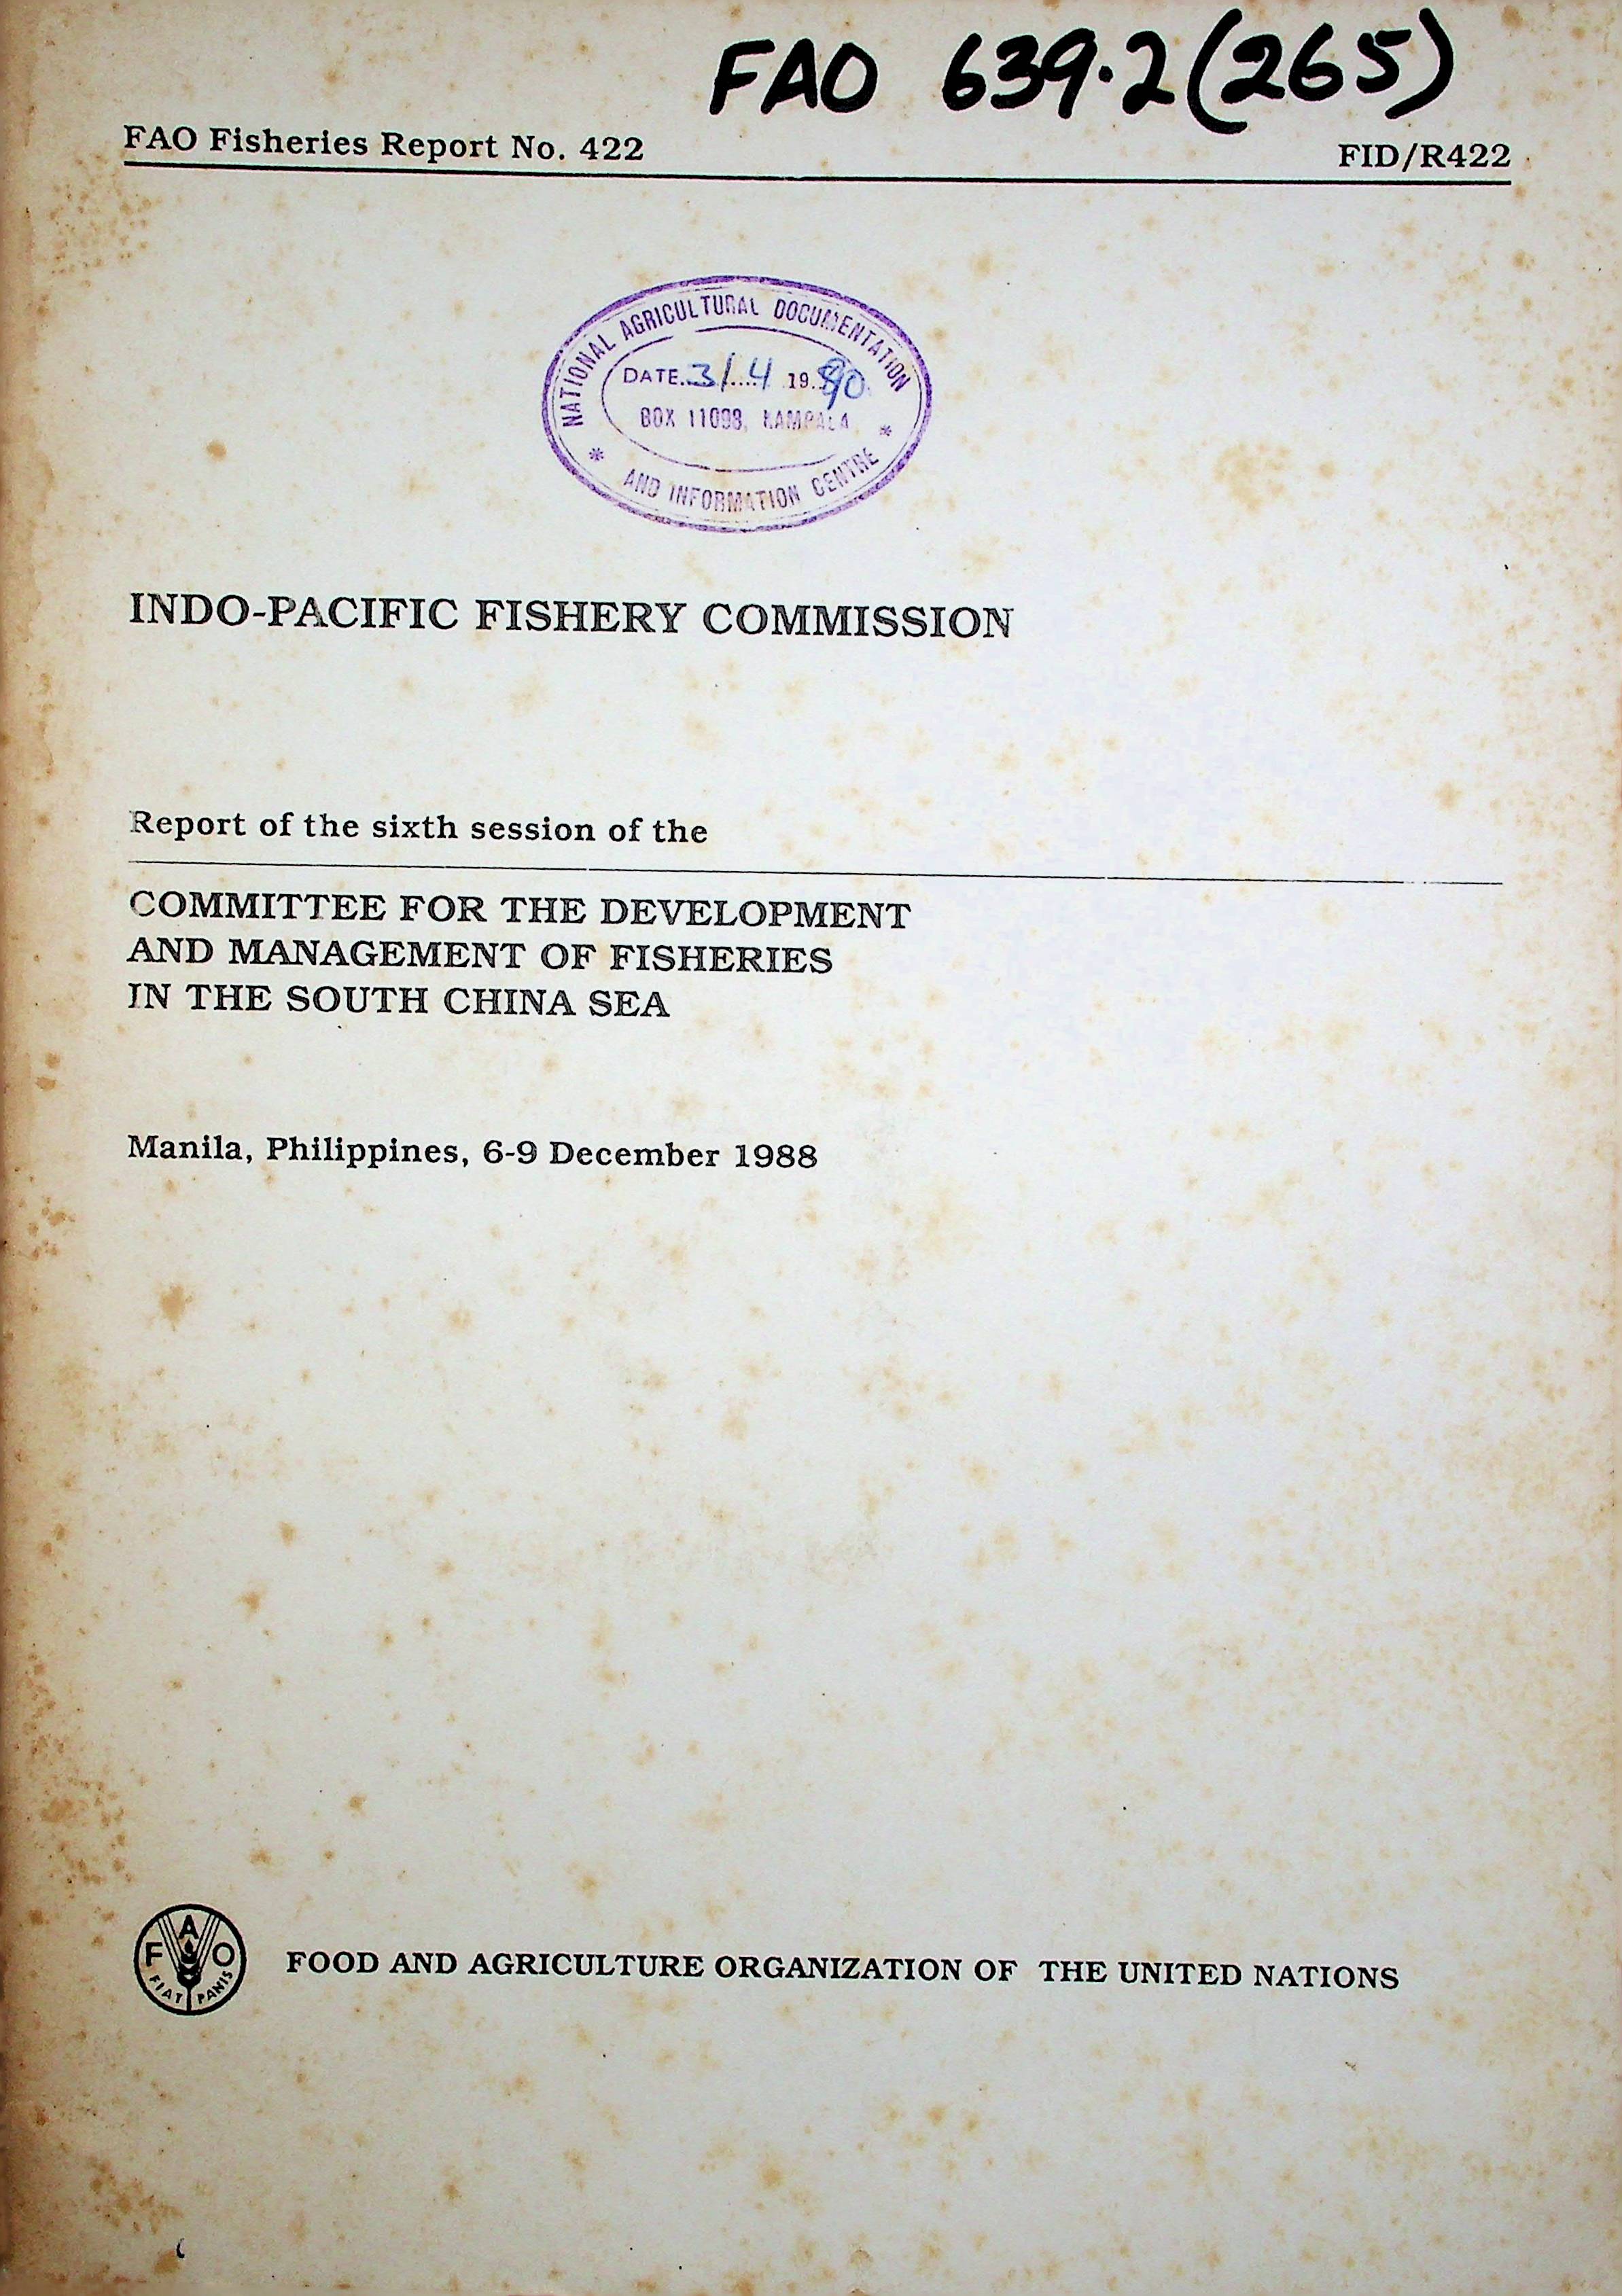 FAO 639.2(265)
FAO Fisheries Report No. 422
FID/R422
NATIONAL AGRICULTURAL DOCUMENTATION
DATE..3/....4 19.90.
BOX 11098, KAMPALA
* AND INFORMATION CENTRE *
INDO-PACIFIC FISHERY COMMISSION
Report of the sixth session of the
COMMITTEE FOR THE DEVELOPMENT
AND MANAGEMENT OF FISHERIES
IN THE SOUTH CHINA SEA
Manila, Philippines, 6-9 December 1988
F A O
FIAT PANIS
FOOD AND AGRICULTURE ORGANIZATION OF THE UNITED NATIONS